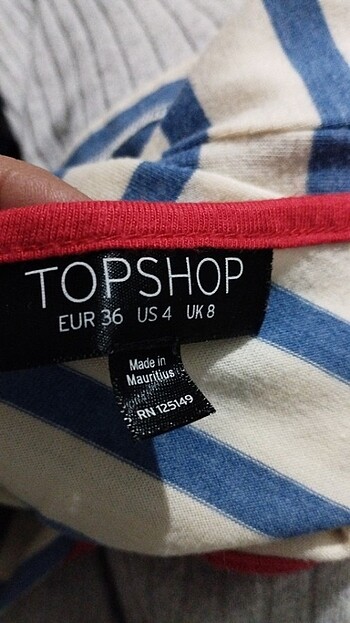 TOPSHOP
EUR 36 US 4 UK 8
Made in
Mauritius
RN 125149